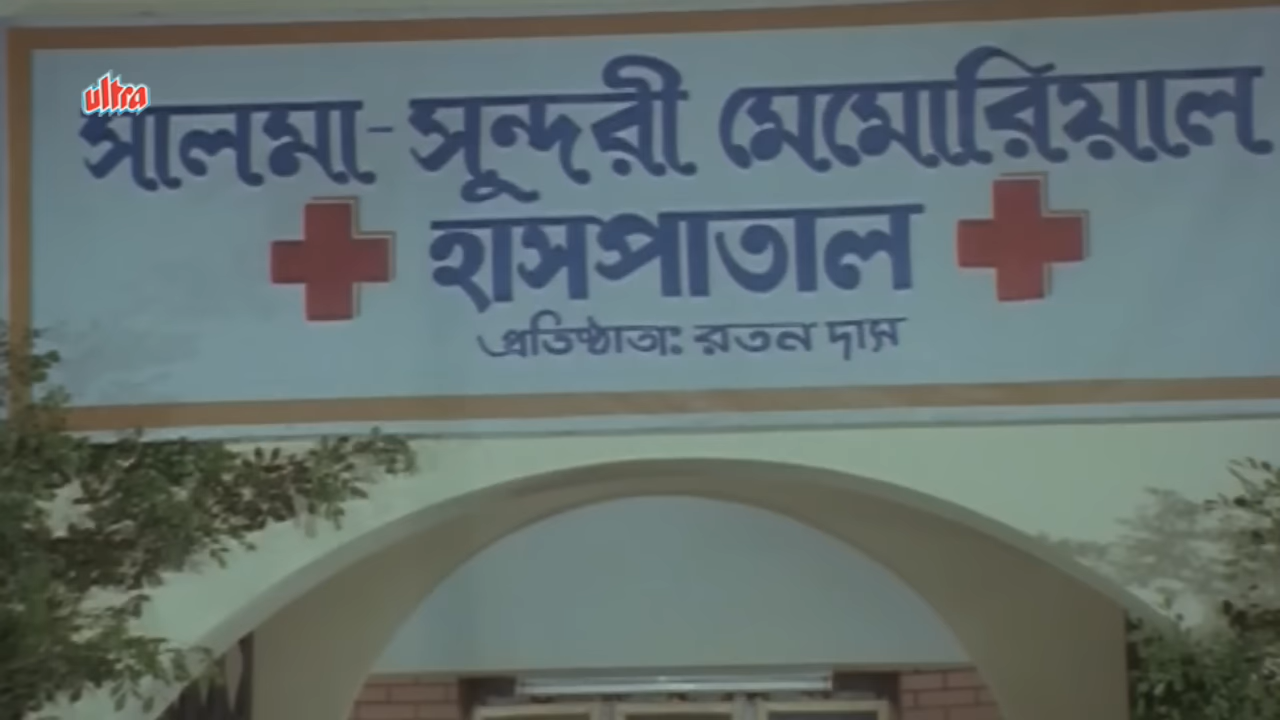 ultra
সালমা-সুন্দরী মেমোরিয়াল
হাসপাতাল
প্রতিষ্ঠাতা: রতন দাস